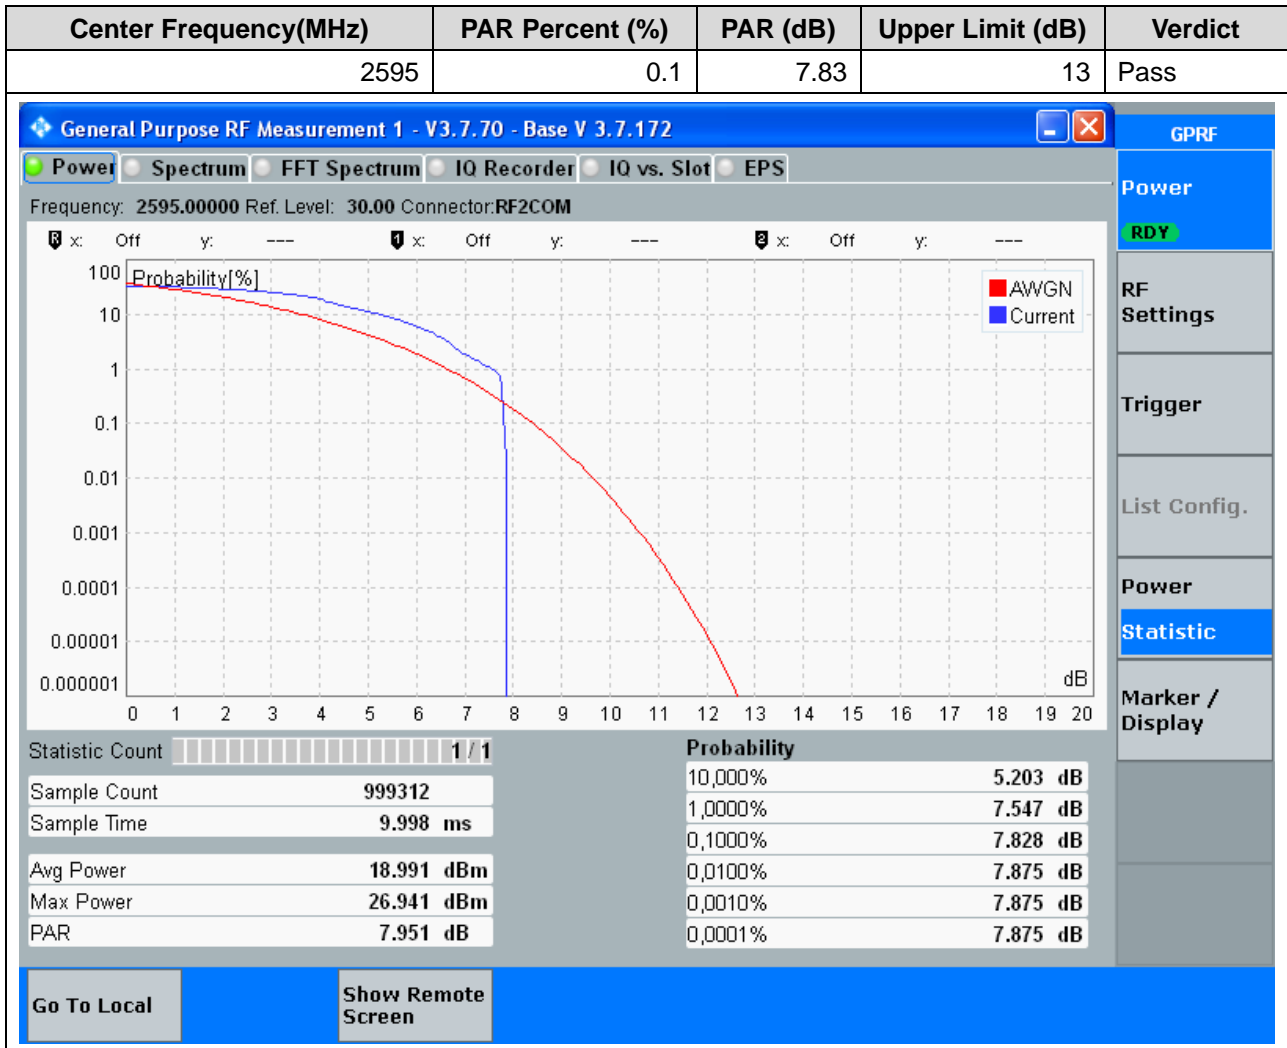 Center Frequency(MHz) PAR Percent (%) PAR (dB) Upper Limit (dB) Verdict
2595 0.1 7.83 13 Pass
General Purpose RF Measurement 1 - V3.7.70 - Base V 3.7.172
GPRF
Power Spectrum FFT Spectrum IQ Recorder IQ vs. Slot EPS
Power
RDY
Frequency: 2595.00000 Ref. Level: 30.00 Connector:RF2COM
R x: Off y: --- 1 x: Off y: --- 2 x: Off y: ---
Probability[%]
100
10
1
0.1
0.01
0.001
0.0001
0.00001
0.000001
AWGN
Current
dB
0 1 2 3 4 5 6 7 8 9 10 11 12 13 14 15 16 17 18 19 20
RF
Settings
Trigger
List Config.
Power
Statistic
Marker /
Display
Statistic Count 1 / 1
Sample Count 999312
Sample Time 9.998 ms
Avg Power 18.991 dBm
Max Power 26.941 dBm
PAR 7.951 dB
Probability
10,000% 5.203 dB
1,0000% 7.547 dB
0,1000% 7.828 dB
0,0100% 7.875 dB
0,0010% 7.875 dB
0,0001% 7.875 dB
Go To Local
Show Remote
Screen